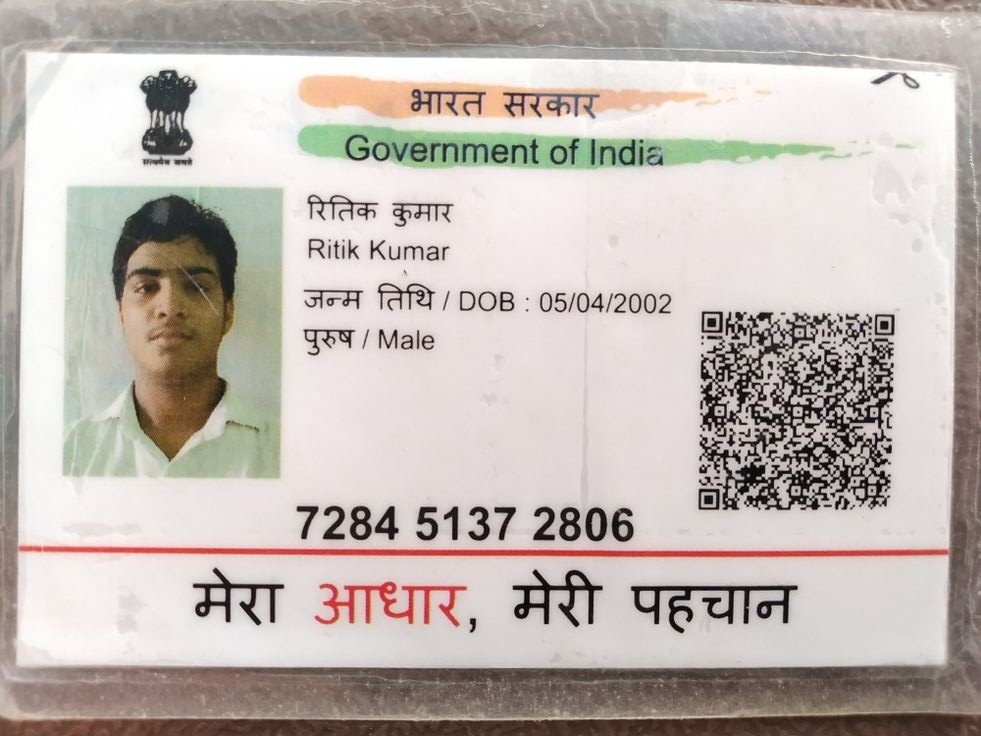 भारत सरकार
Government of India
सत्यमेव जयते
रितिक कुमार
Ritik Kumar
जन्म तिथि / DOB : 05/04/2002
पुरुष / Male
7284 5137 2806
मेरा आधार, मेरी पहचान